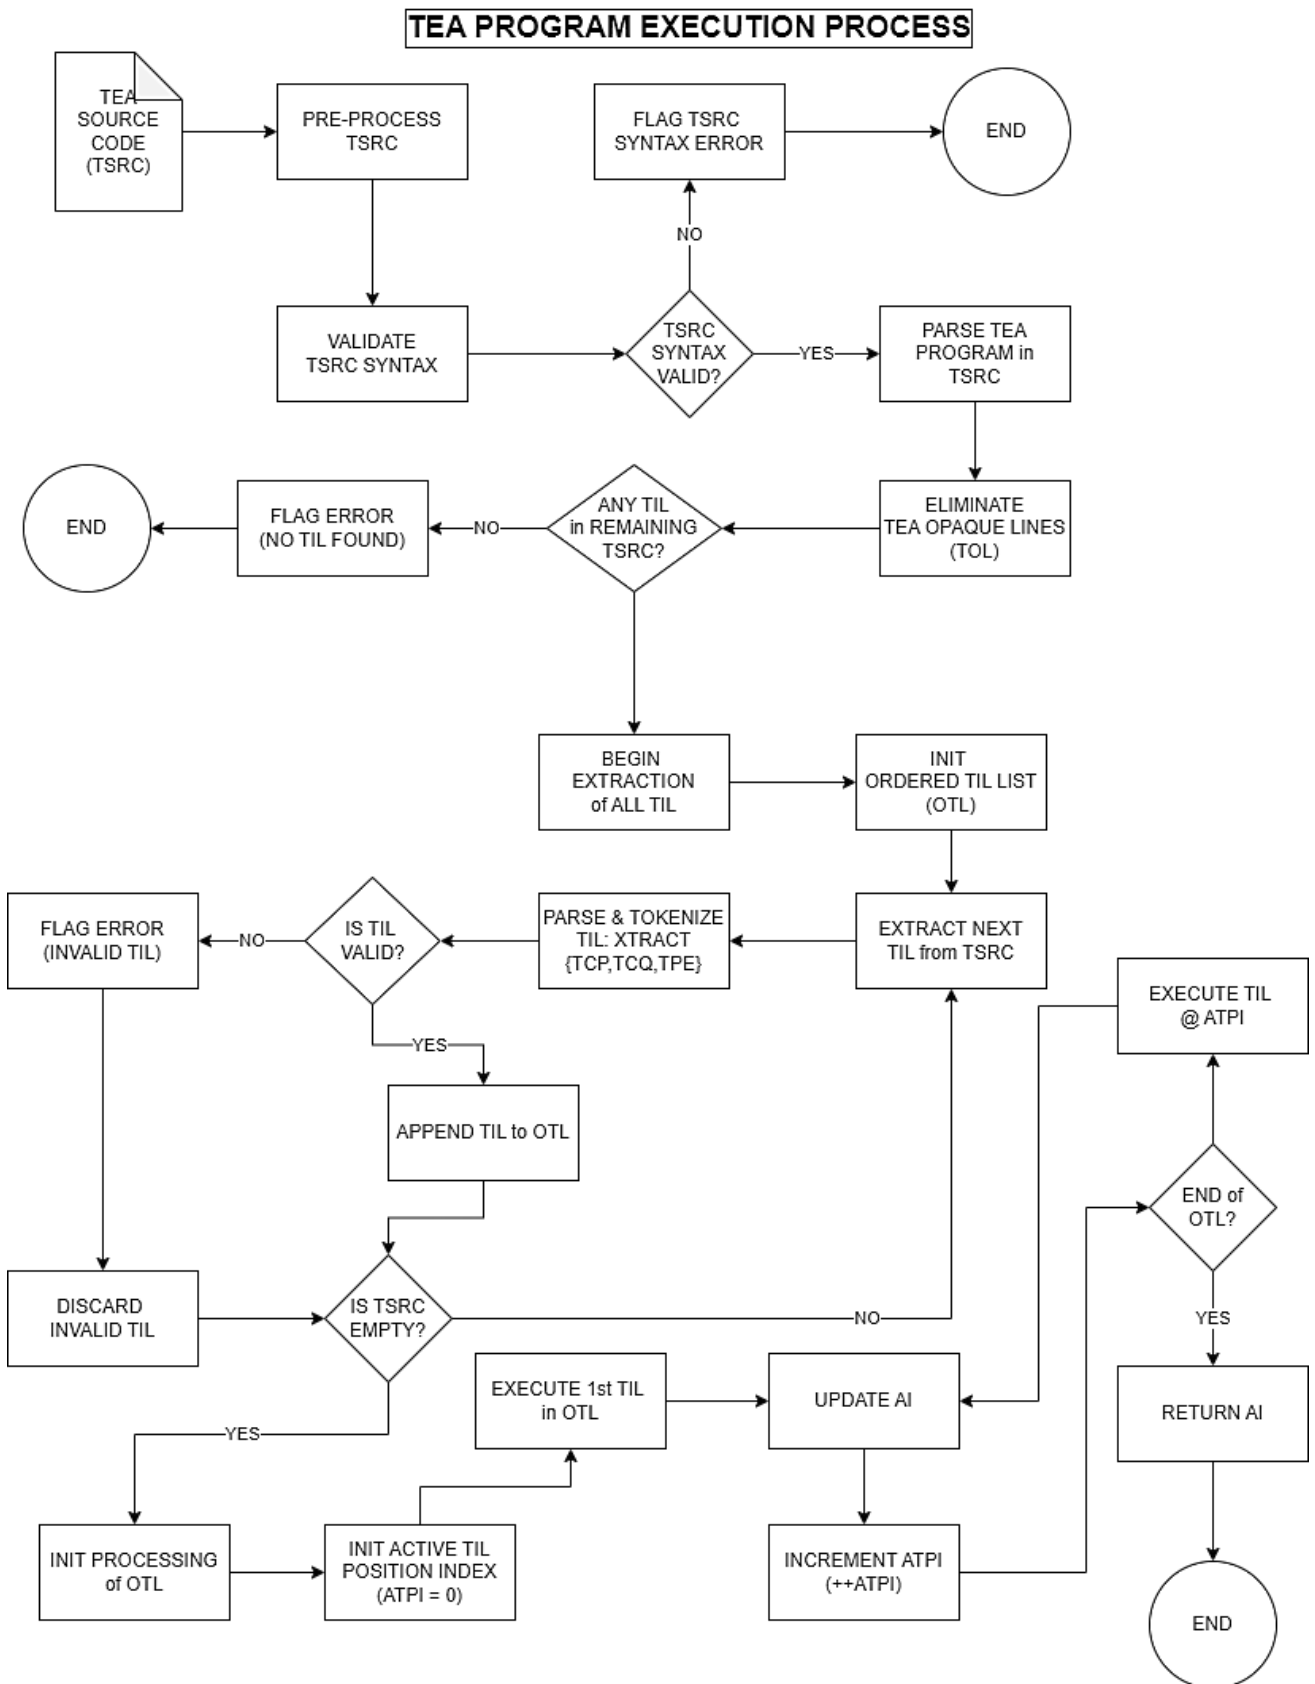 TEA PROGRAM EXECUTION PROCESS
TEA
SOURCE
CODE
(TSRC)
PRE-PROCESS
TSRC
FLAG TSRC
SYNTAX ERROR
END
NO
VALIDATE
TSRC SYNTAX
TSRC
SYNTAX
VALID?
YES
PARSE TEA
PROGRAM in
TSRC
END
FLAG ERROR
(NO TIL FOUND)
NO
ANY TIL
in REMAINING
TSRC?
ELIMINATE
TEA OPAQUE LINES
(TOL)
BEGIN
EXTRACTION
of ALL TIL
INIT
ORDERED TIL LIST
(OTL)
FLAG ERROR
(INVALID TIL)
NO
IS TIL
VALID?
PARSE & TOKENIZE
TIL: XTRACT
{TCP,TCQ,TPE}
EXTRACT NEXT
TIL from TSRC
EXECUTE TIL
@ ATPI
YES
APPEND TIL to OTL
END of
OTL?
DISCARD
INVALID TIL
IS TSRC
EMPTY?
NO
YES
EXECUTE 1st TIL
in OTL
UPDATE AI
RETURN AI
YES
INIT PROCESSING
of OTL
INIT ACTIVE TIL
POSITION INDEX
(ATPI = 0)
INCREMENT ATPI
(++ATPI)
END